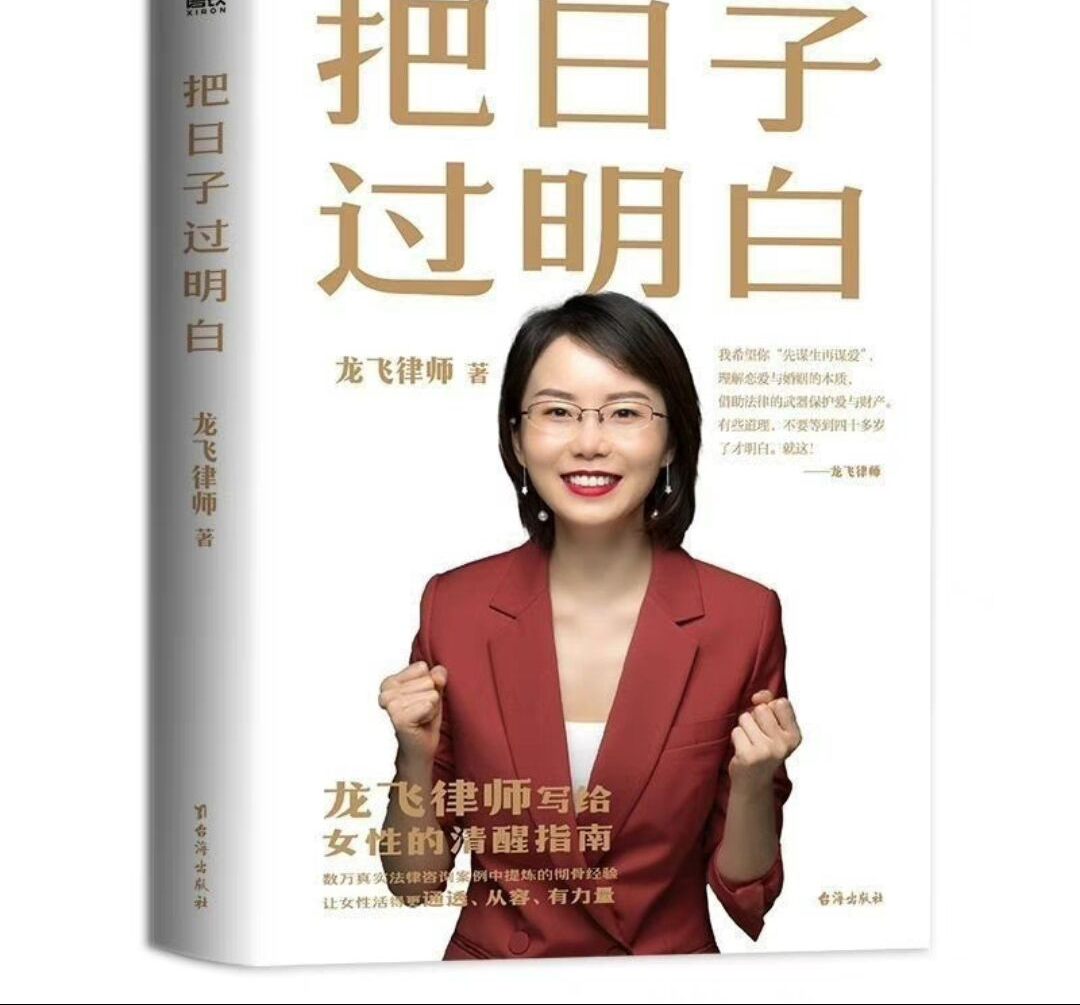 XIRON
把日子过明白
龙飞律师 著
台海出版社
把日子
过明白
龙飞律师 著
我希望你“先谋生再谋爱”，
理解恋爱与婚姻的本质，
借助法律的武器保护爱与财产。
有些道理，不要等到四十多岁
了才明白。就这！
——龙飞律师
龙飞律师写给
女性的清醒指南
数万真实法律咨询案例中提炼的彻骨经验
让女性活得更通透、从容、有力量
台海出版社